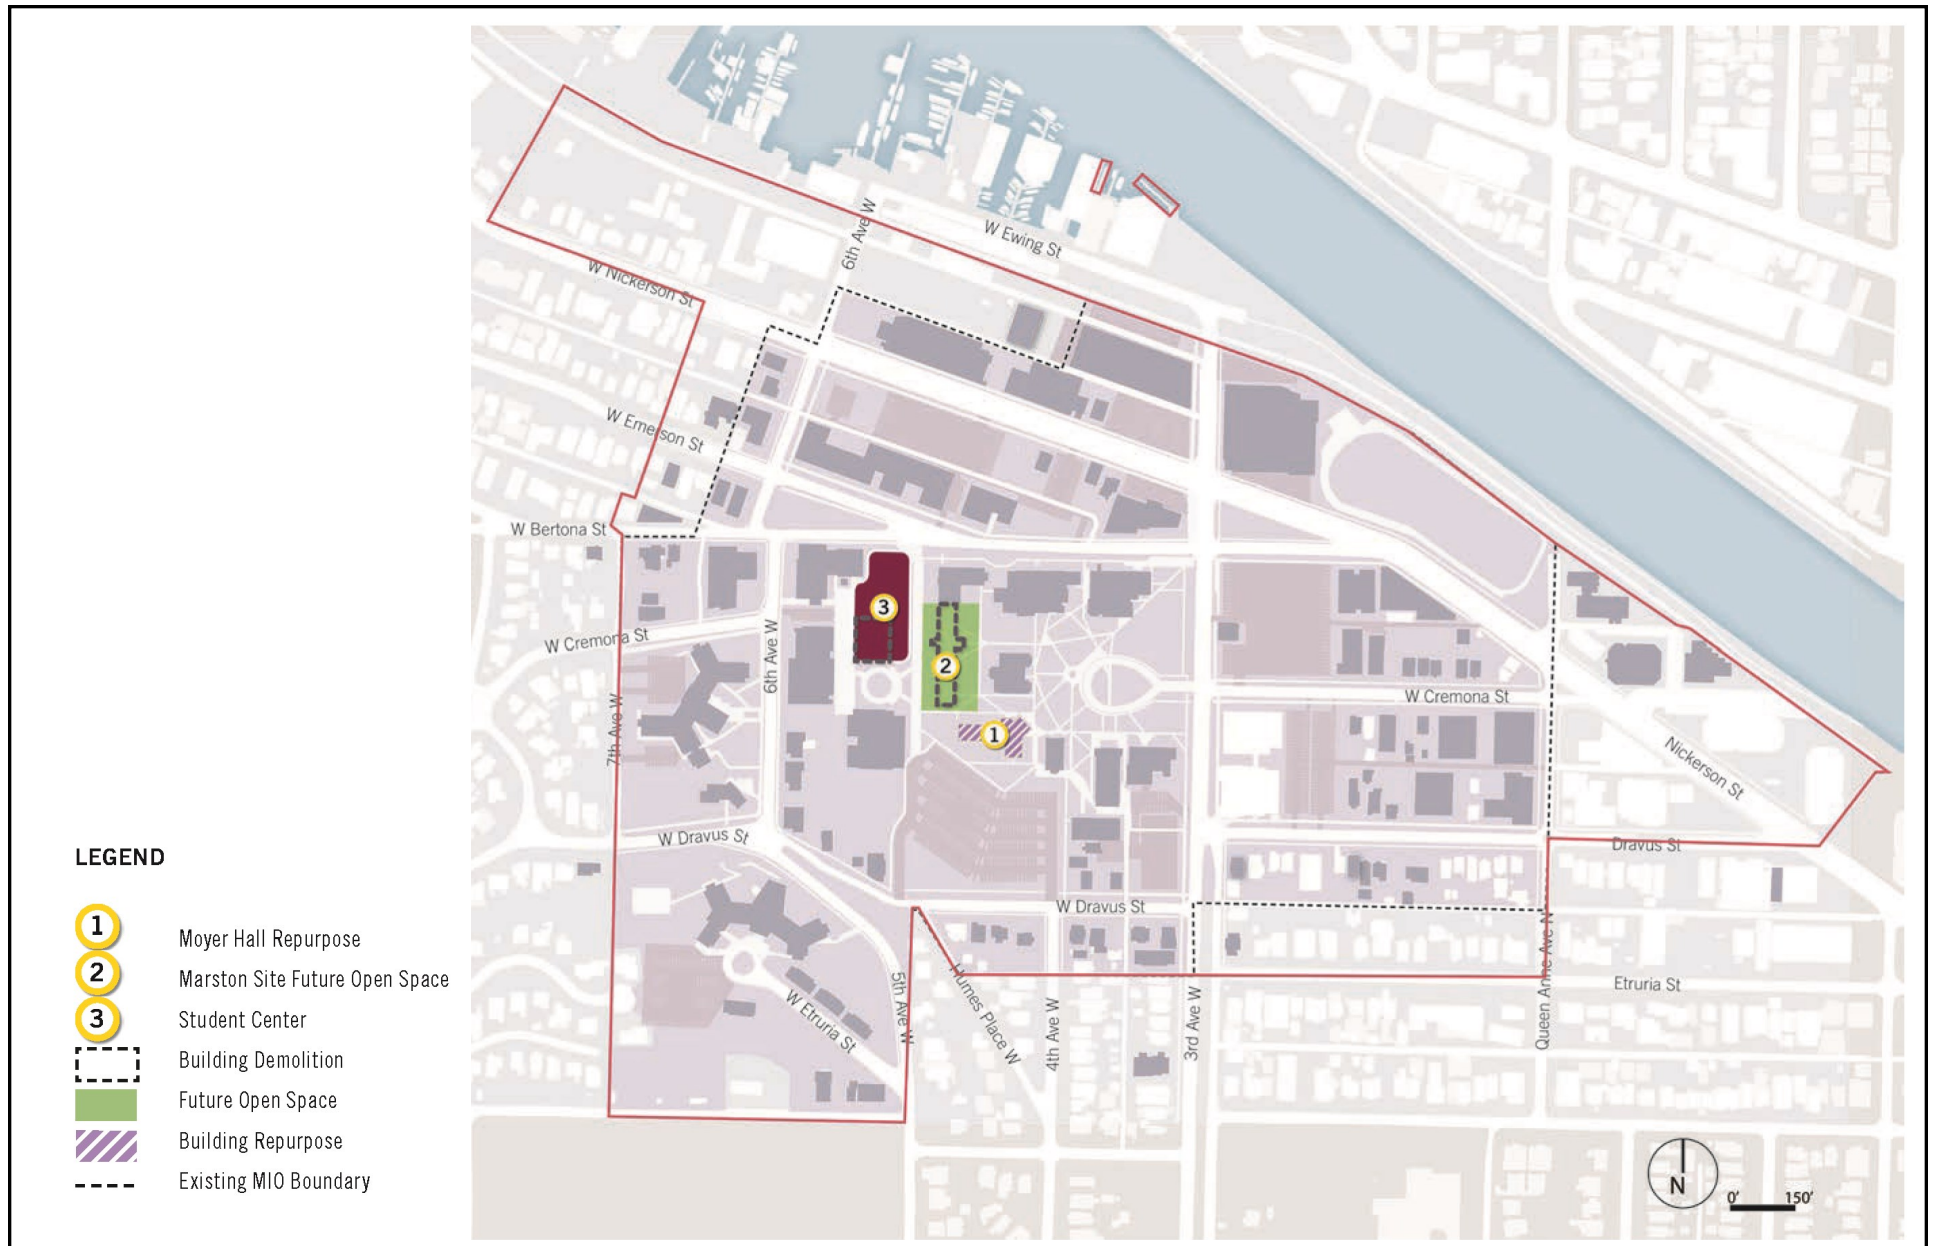 W Ewing St
6th Ave W
W Nickerson St
W Emerson St
W Bertona St
3
W Cremona St
6th Ave W
2
W Cremona St
7th Ave W
1
Nickerson St
W Dravus St
Dravus St
W Dravus St
Queen Anne Ave N
5th Ave W
Humes Place W
Etruria St
W Etruria St
4th Ave W
3rd Ave W
LEGEND
1 Moyer Hall Repurpose
2 Marston Site Future Open Space
3 Student Center
Building Demolition
Future Open Space
Building Repurpose
Existing MIO Boundary
N
0' 150'